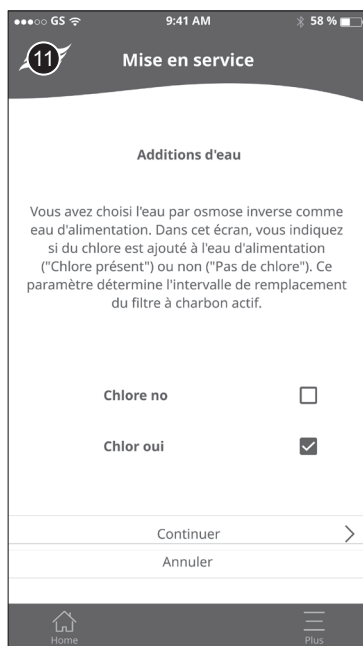 GS 9:41 AM 58 %
11
Mise en service
Additions d'eau
Vous avez choisi l'eau par osmose inverse comme
eau d'alimentation. Dans cet écran, vous indiquez
si du chlore est ajouté à l'eau d'alimentation
("Chlore présent") ou non ("Pas de chlore"). Ce
paramètre détermine l'intervalle de remplacement
du filtre à charbon actif.
Chlore no
Chlor oui
Continuer
Annuler
Home Plus